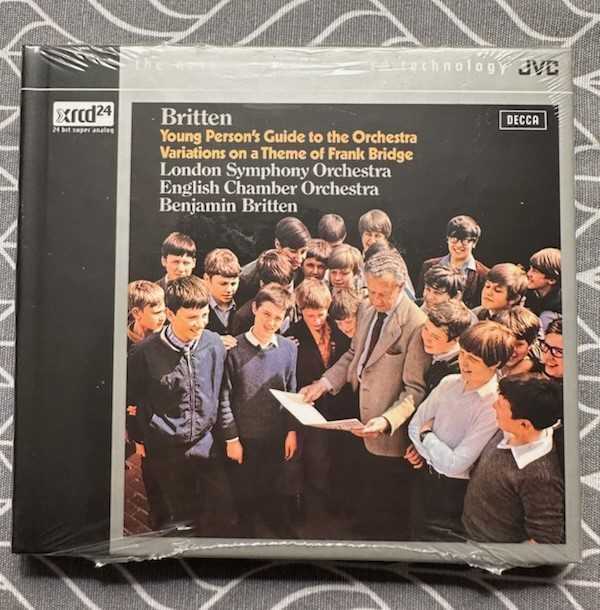 the
technology JVC
xrcd24
24 bit super analog
DECCA
Britten
Young Person's Guide to the Orchestra
Variations on a Theme of Frank Bridge
London Symphony Orchestra
English Chamber Orchestra
Benjamin Britten